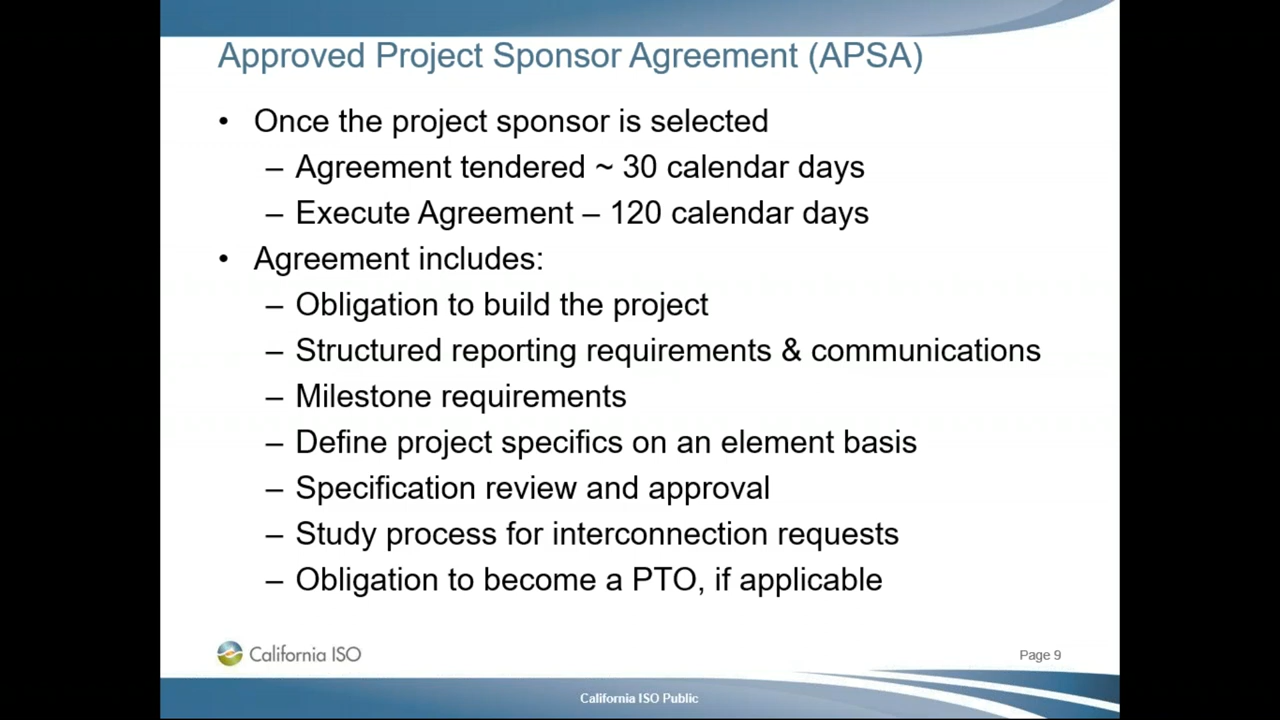 Approved Project Sponsor Agreement (APSA)
• Once the project sponsor is selected
– Agreement tendered ~ 30 calendar days
– Execute Agreement – 120 calendar days
• Agreement includes:
– Obligation to build the project
– Structured reporting requirements & communications
– Milestone requirements
– Define project specifics on an element basis
– Specification review and approval
– Study process for interconnection requests
– Obligation to become a PTO, if applicable
California ISO
Page 9
California ISO Public